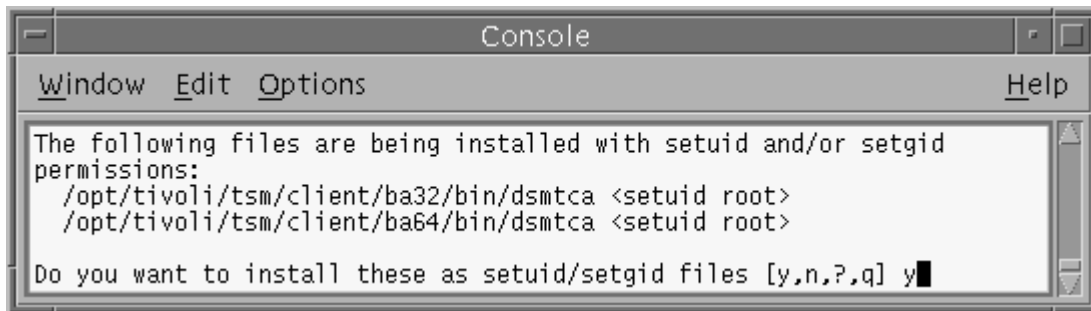 Console
Window Edit Options Help
The following files are being installed with setuid and/or setgid
permissions:
/opt/tivoli/tsm/client/ba32/bin/dsmtca <setuid root>
/opt/tivoli/tsm/client/ba64/bin/dsmtca <setuid root>
Do you want to install these as setuid/setgid files [y,n,?,q] y